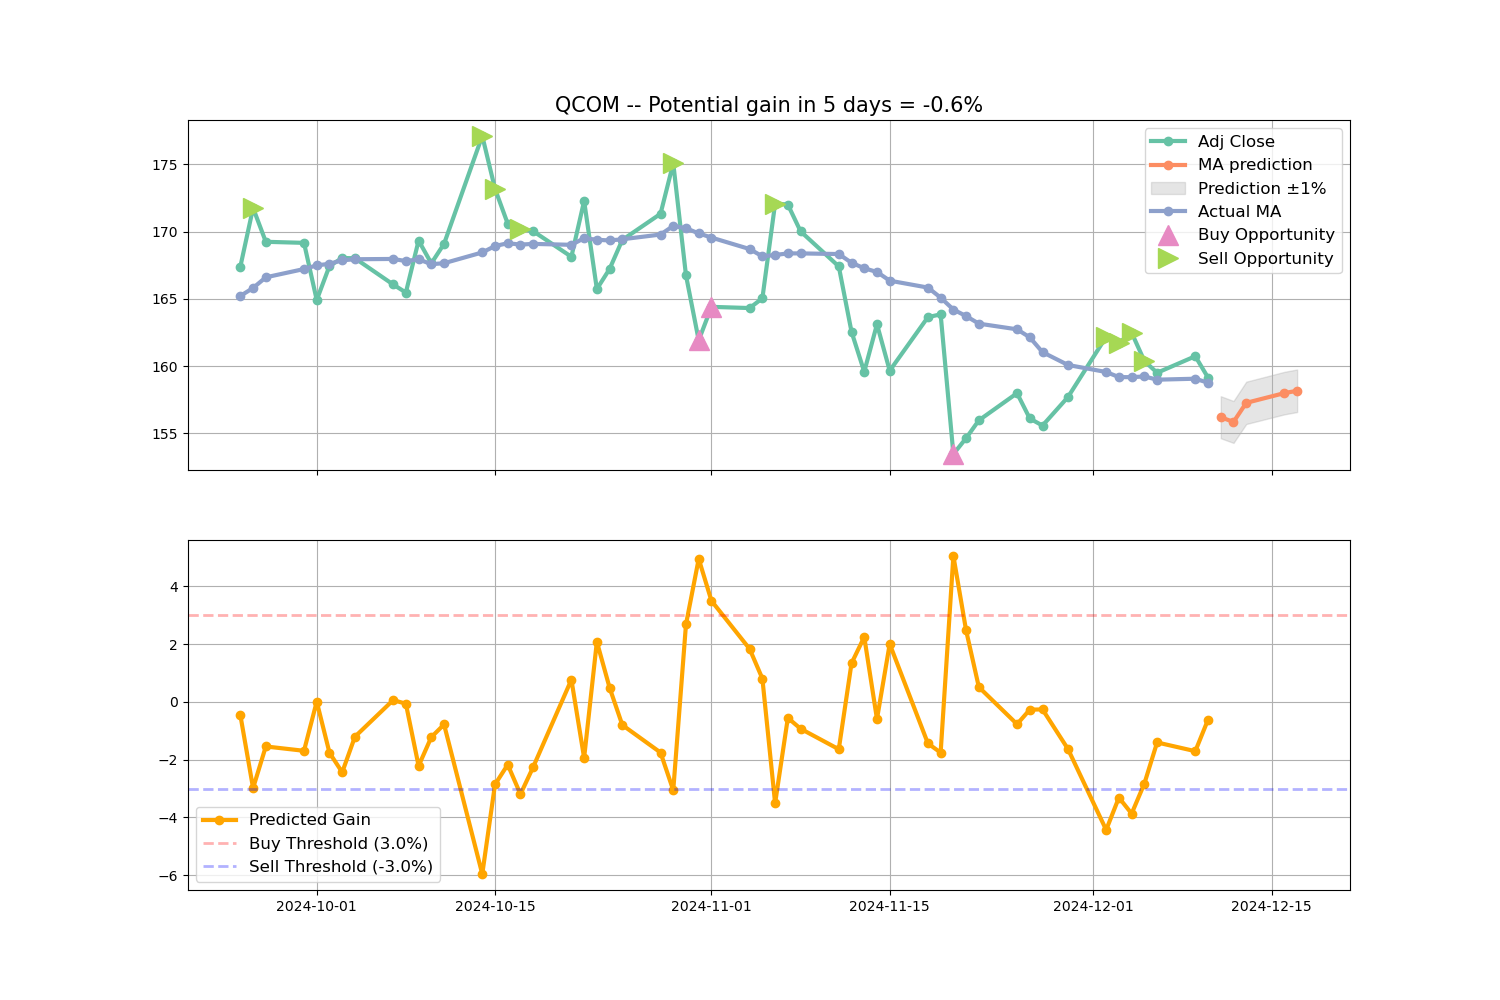 QCOM -- Potential gain in 5 days = -0.6%
175
170
165
160
155
Adj Close
MA prediction
Prediction ±1%
Actual MA
Buy Opportunity
Sell Opportunity
4
2
0
−2
−4
−6
Predicted Gain
Buy Threshold (3.0%)
Sell Threshold (-3.0%)
2024-10-01 2024-10-15 2024-11-01 2024-11-15 2024-12-01 2024-12-15